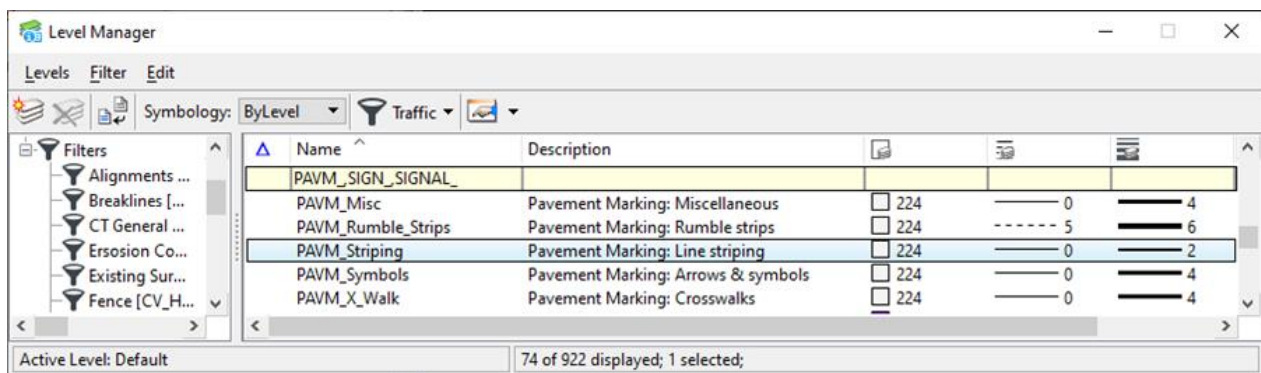 Level Manager
Levels Filter Edit
Symbology: ByLevel Traffic
Filters
Alignments ...
Breaklines [...
CT General ...
Ersosion Co...
Existing Sur...
Fence [CV_H...
Name Description
PAVM_,SIGN_,SIGNAL_
PAVM_Misc Pavement Marking: Miscellaneous 224 0 4
PAVM_Rumble_Strips Pavement Marking: Rumble strips 224 5 6
PAVM_Striping Pavement Marking: Line striping 224 0 2
PAVM_Symbols Pavement Marking: Arrows & symbols 224 0 4
PAVM_X_Walk Pavement Marking: Crosswalks 224 0 4
Active Level: Default 74 of 922 displayed; 1 selected;